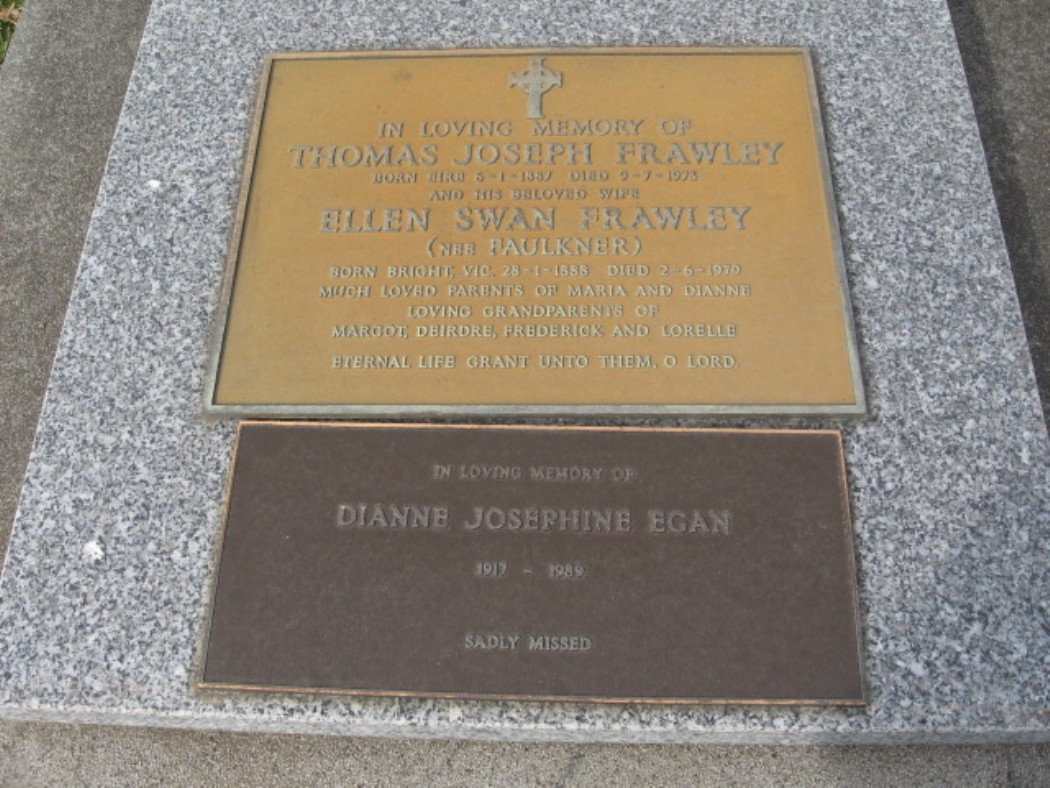 IN LOVING MEMORY OF
THOMAS JOSEPH FRAWLEY
BORN EIRE 6-1-1887 DIED 9-7-1973
AND HIS BELOVED WIFE
ELLEN SWAN FRAWLEY
(NEE FAULKNER)
BORN BRIGHT, VIC. 28-1-1888 DIED 2-6-1979
MUCH LOVED PARENTS OF MARIA AND DIANNE
LOVING GRANDPARENTS OF
MARGOT, DEIRDRE, FREDERICK AND LORELLE
ETERNAL LIFE GRANT UNTO THEM, O LORD.
IN LOVING MEMORY OF
DIANNE JOSEPHINE EGAN
1917 - 1989
SADLY MISSED